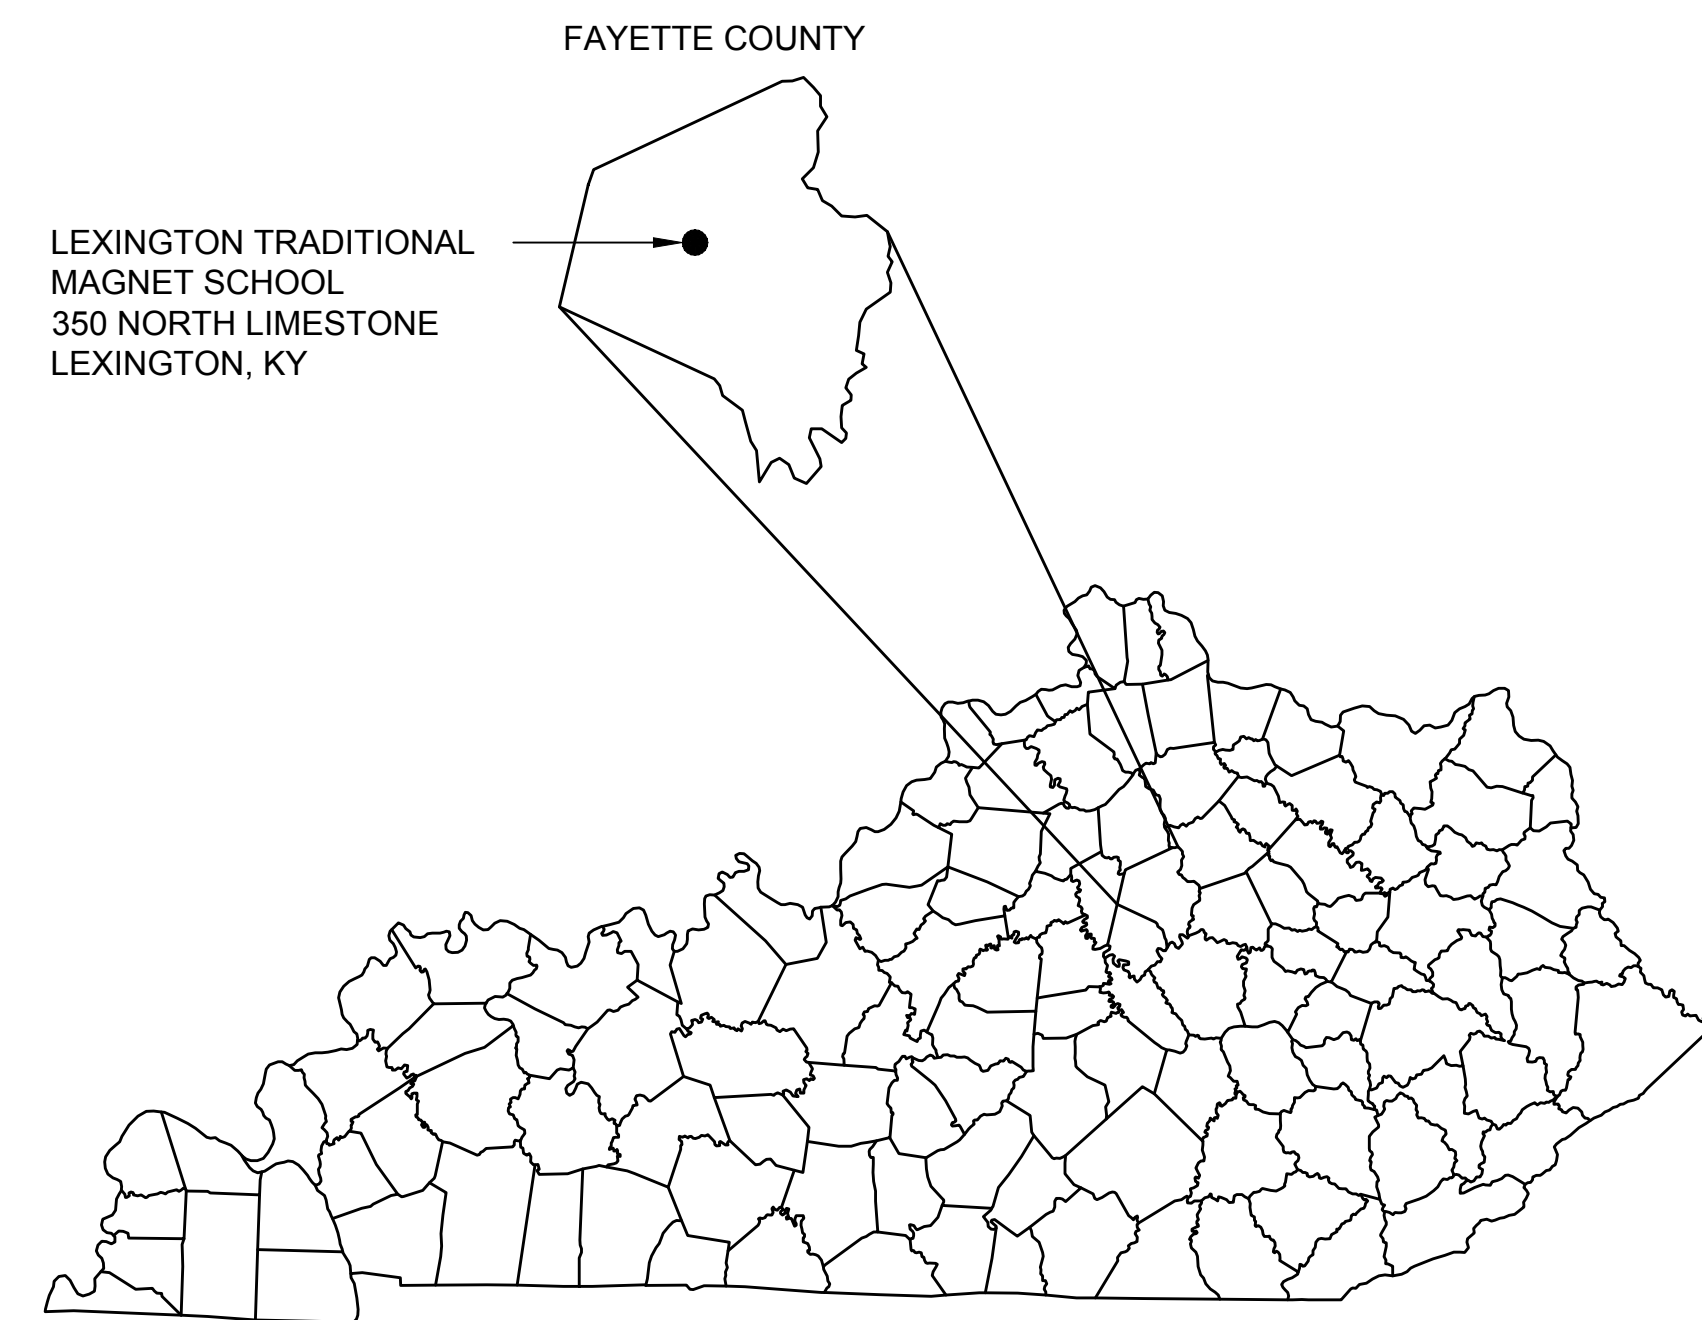 FAYETTE COUNTY
LEXINGTON TRADITIONAL
MAGNET SCHOOL
350 NORTH LIMESTONE
LEXINGTON, KY